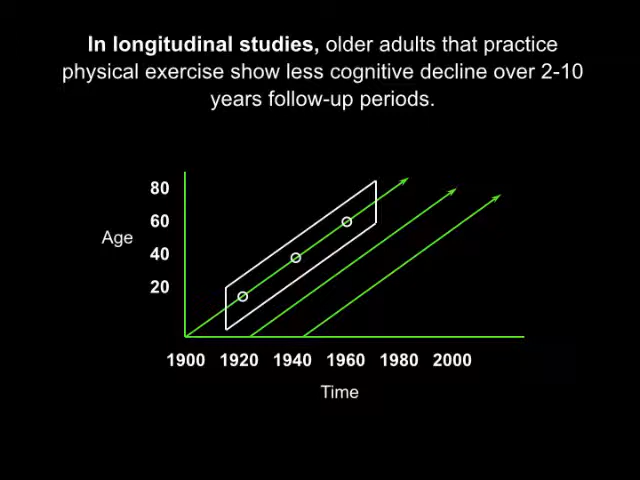 In longitudinal studies, older adults that practice
physical exercise show less cognitive decline over 2-10
years follow-up periods.
80
60
Age
40
20
1900 1920 1940 1960 1980 2000
Time